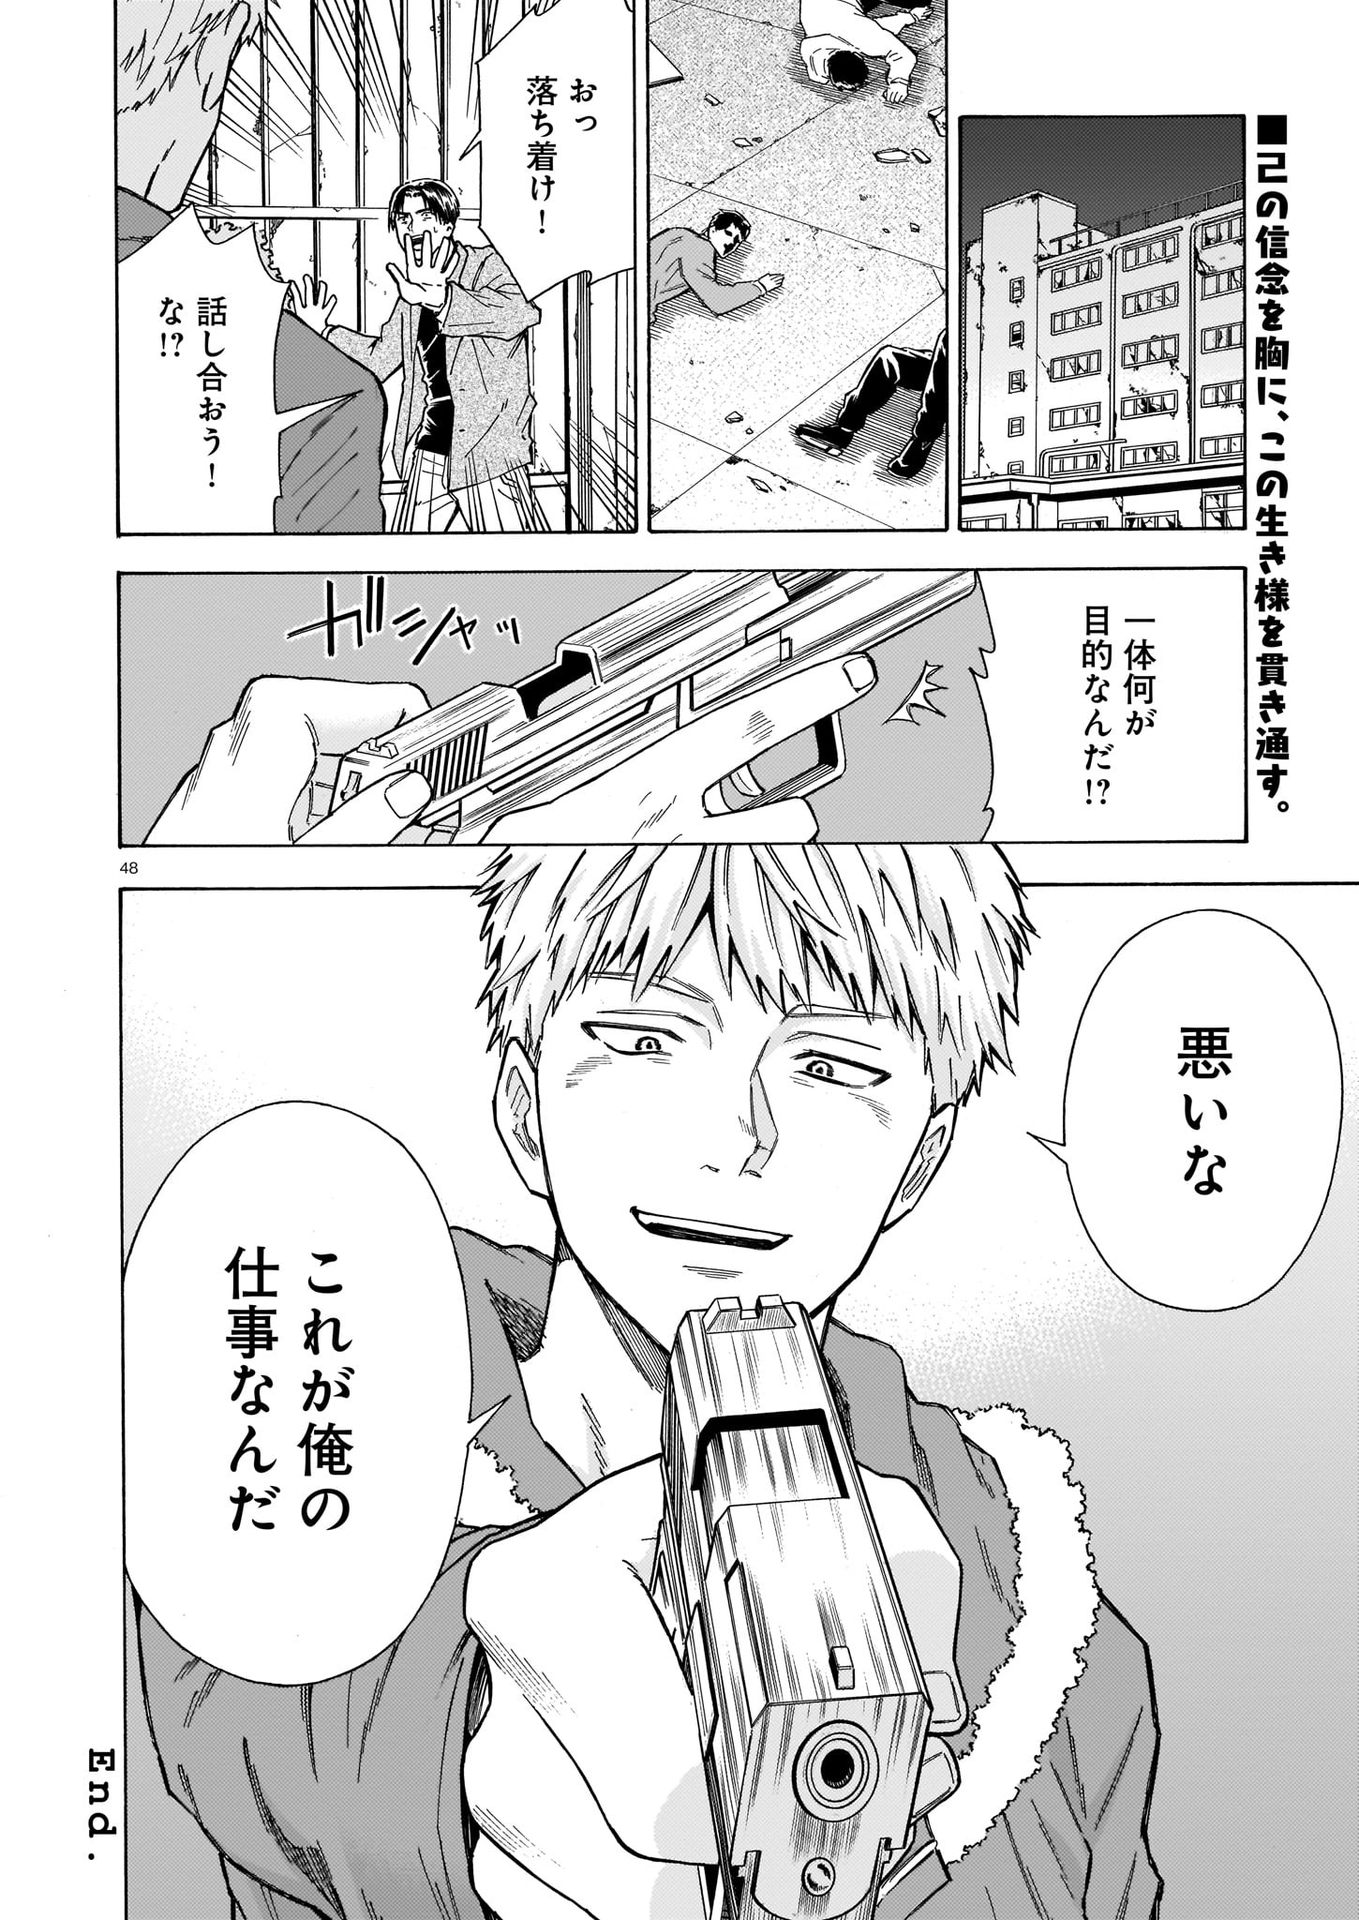 ■己の信念を胸に、この生き様を貫き通す。
おっ
落ち着け！
話し合おう！
な!?
一体何が
目的なんだ!?
ガシャッ
48
悪いな
これが俺の
仕事なんだ
End.